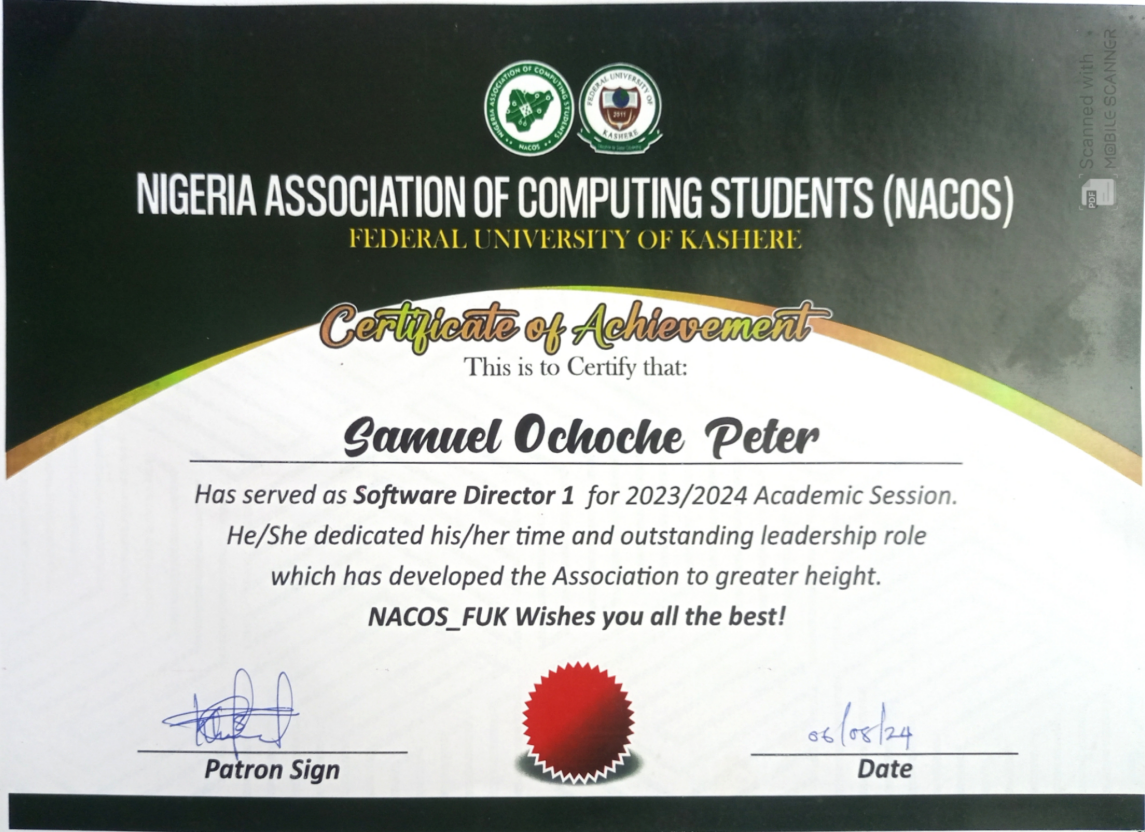 NIGERIA ASSOCIATION OF COMPUTING STUDENTS
NACOS
FEDERAL UNIVERSITY OF
2011
KASHERE
Scanned with
MOBILE SCANNER
PDF
NIGERIA ASSOCIATION OF COMPUTING STUDENTS (NACOS)
FEDERAL UNIVERSITY OF KASHERE
Certificate of Achievement
This is to Certify that:
Samuel Ochoche Peter
Has served as Software Director 1 for 2023/2024 Academic Session.
He/She dedicated his/her time and outstanding leadership role
which has developed the Association to greater height.
NACOS_FUK Wishes you all the best!
06/08/24
Patron Sign
Date